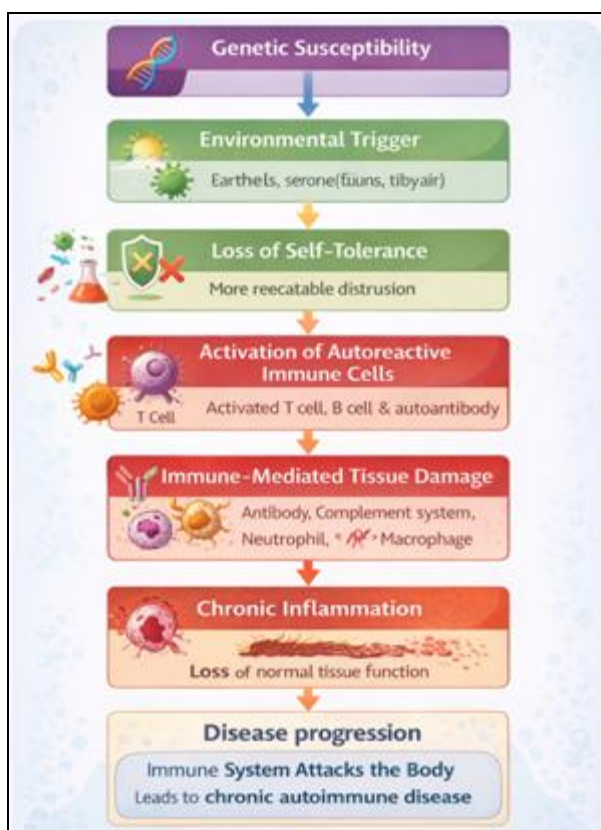 Genetic Susceptibility
Environmental Trigger
Earthels, serone(füuns, tibyair)
Loss of Self-Tolerance
More reecatable distrusion
Activation of Autoreactive
Immune Cells
T Cell
Activated T cell, B cell & autoantibody
Immune-Mediated Tissue Damage
Antibody, Complement system,
Neutrophil, Macrophage
Chronic Inflammation
Loss of normal tissue function
Disease progression
Immune System Attacks the Body
Leads to chronic autoimmune disease